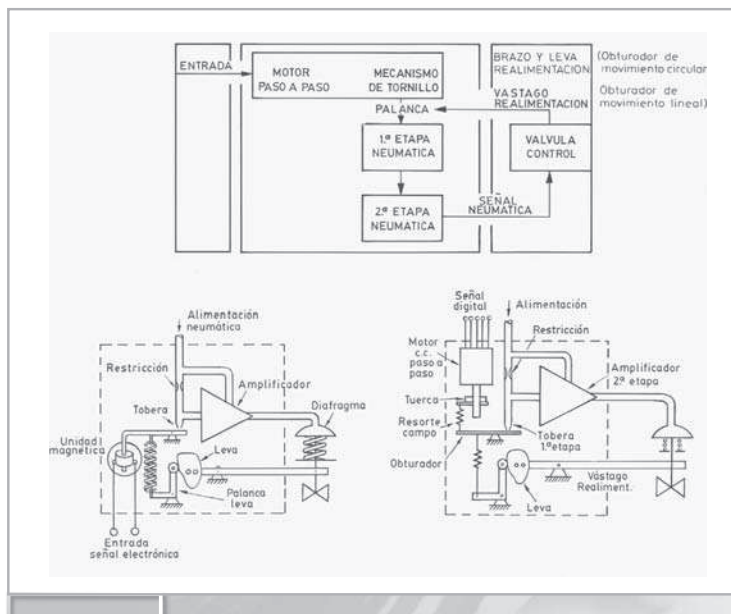 ENTRADA
MOTOR
PASO A PASO
MECANISMO
DE TORNILLO
PALANCA
1.ª ETAPA
NEUMATICA
2.ª ETAPA
NEUMATICA
SEÑAL
NEUMATICA
BRAZO Y LEVA
REALIMENTACION
(Obturador de
movimiento circular
VASTAGO
REALIMENTACION
Obturador de
movimiento lineal)
VALVULA
CONTROL
Alimentación
neumática
Restricción
Amplificador
Tobera
Diafragma
Unidad
magnética
Leva
Palanca
leva
Entrada
señal electrónica
Señal
digital
Alimentación
Motor
c.c. paso a
paso
Restricción
Amplificador
2.ª etapa
Tuerca
Resorte
campo
Obturador
Tobera
1.ª etapa
Vástago
Realiment.
Leva